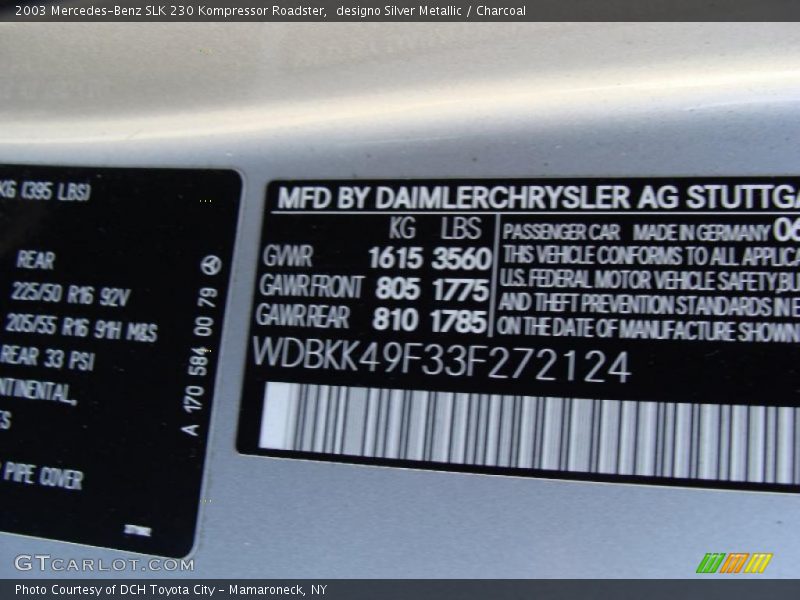 2003 Mercedes-Benz SLK 230 Kompressor Roadster,  designo Silver Metallic / Charcoal
KG (395 LBS)
REAR
225/50 R16 92V
205/55 R16 91H M&S
REAR 33 PSI
PIPE COVER
A 170 584 00 79
MFD BY DAIMLERCHRYSLER AG
KG LBS
GVWR 1615 3560
GAWR FRONT 805 1775
GAWR REAR 810 1785
PASSENGER CAR MADE IN GERMANY 06
THIS VEHICLE CONFORMS TO ALL
U.S. FEDERAL MOTOR VEHICLE SAFETY,
AND THEFT PREVENTION STANDARDS IN
ON THE DATE OF MANUFACTURE SHOWN
WDBKK49F33F272124
GTCARLOT.COM
Photo Courtesy of DCH Toyota City - Mamaroneck, NY